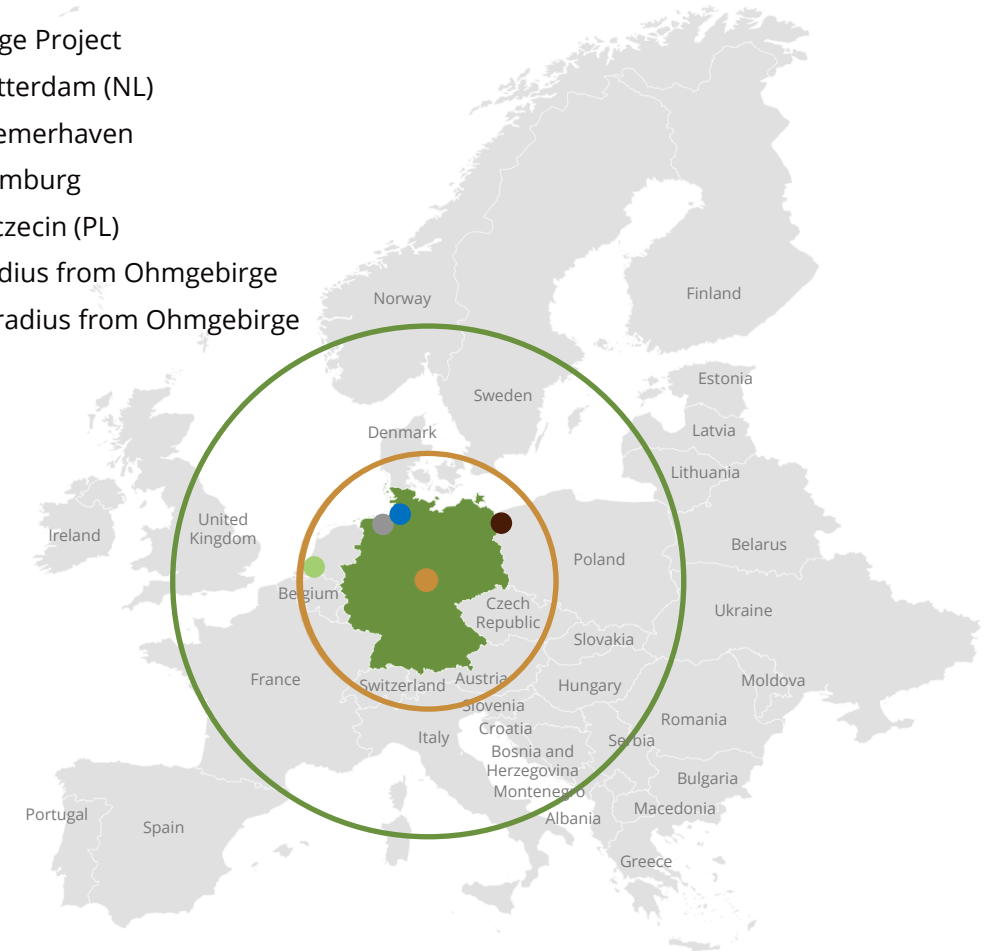 ge Project
tterdam (NL)
emerhaven
mburg
czecin (PL)
dius from Ohmgebirge
radius from Ohmgebirge
Norway
Finland
Estonia
Sweden
Latvia
Denmark
Lithuania
United
Kingdom
Ireland
Belarus
Poland
Belgium
Czech
Republic
Ukraine
Slovakia
France
Switzerland
Austria
Hungary
Moldova
Slovenia
Romania
Croatia
Italy
Serbia
Bosnia and
Herzegovina
Bulgaria
Montenegro
Macedonia
Portugal
Albania
Spain
Greece